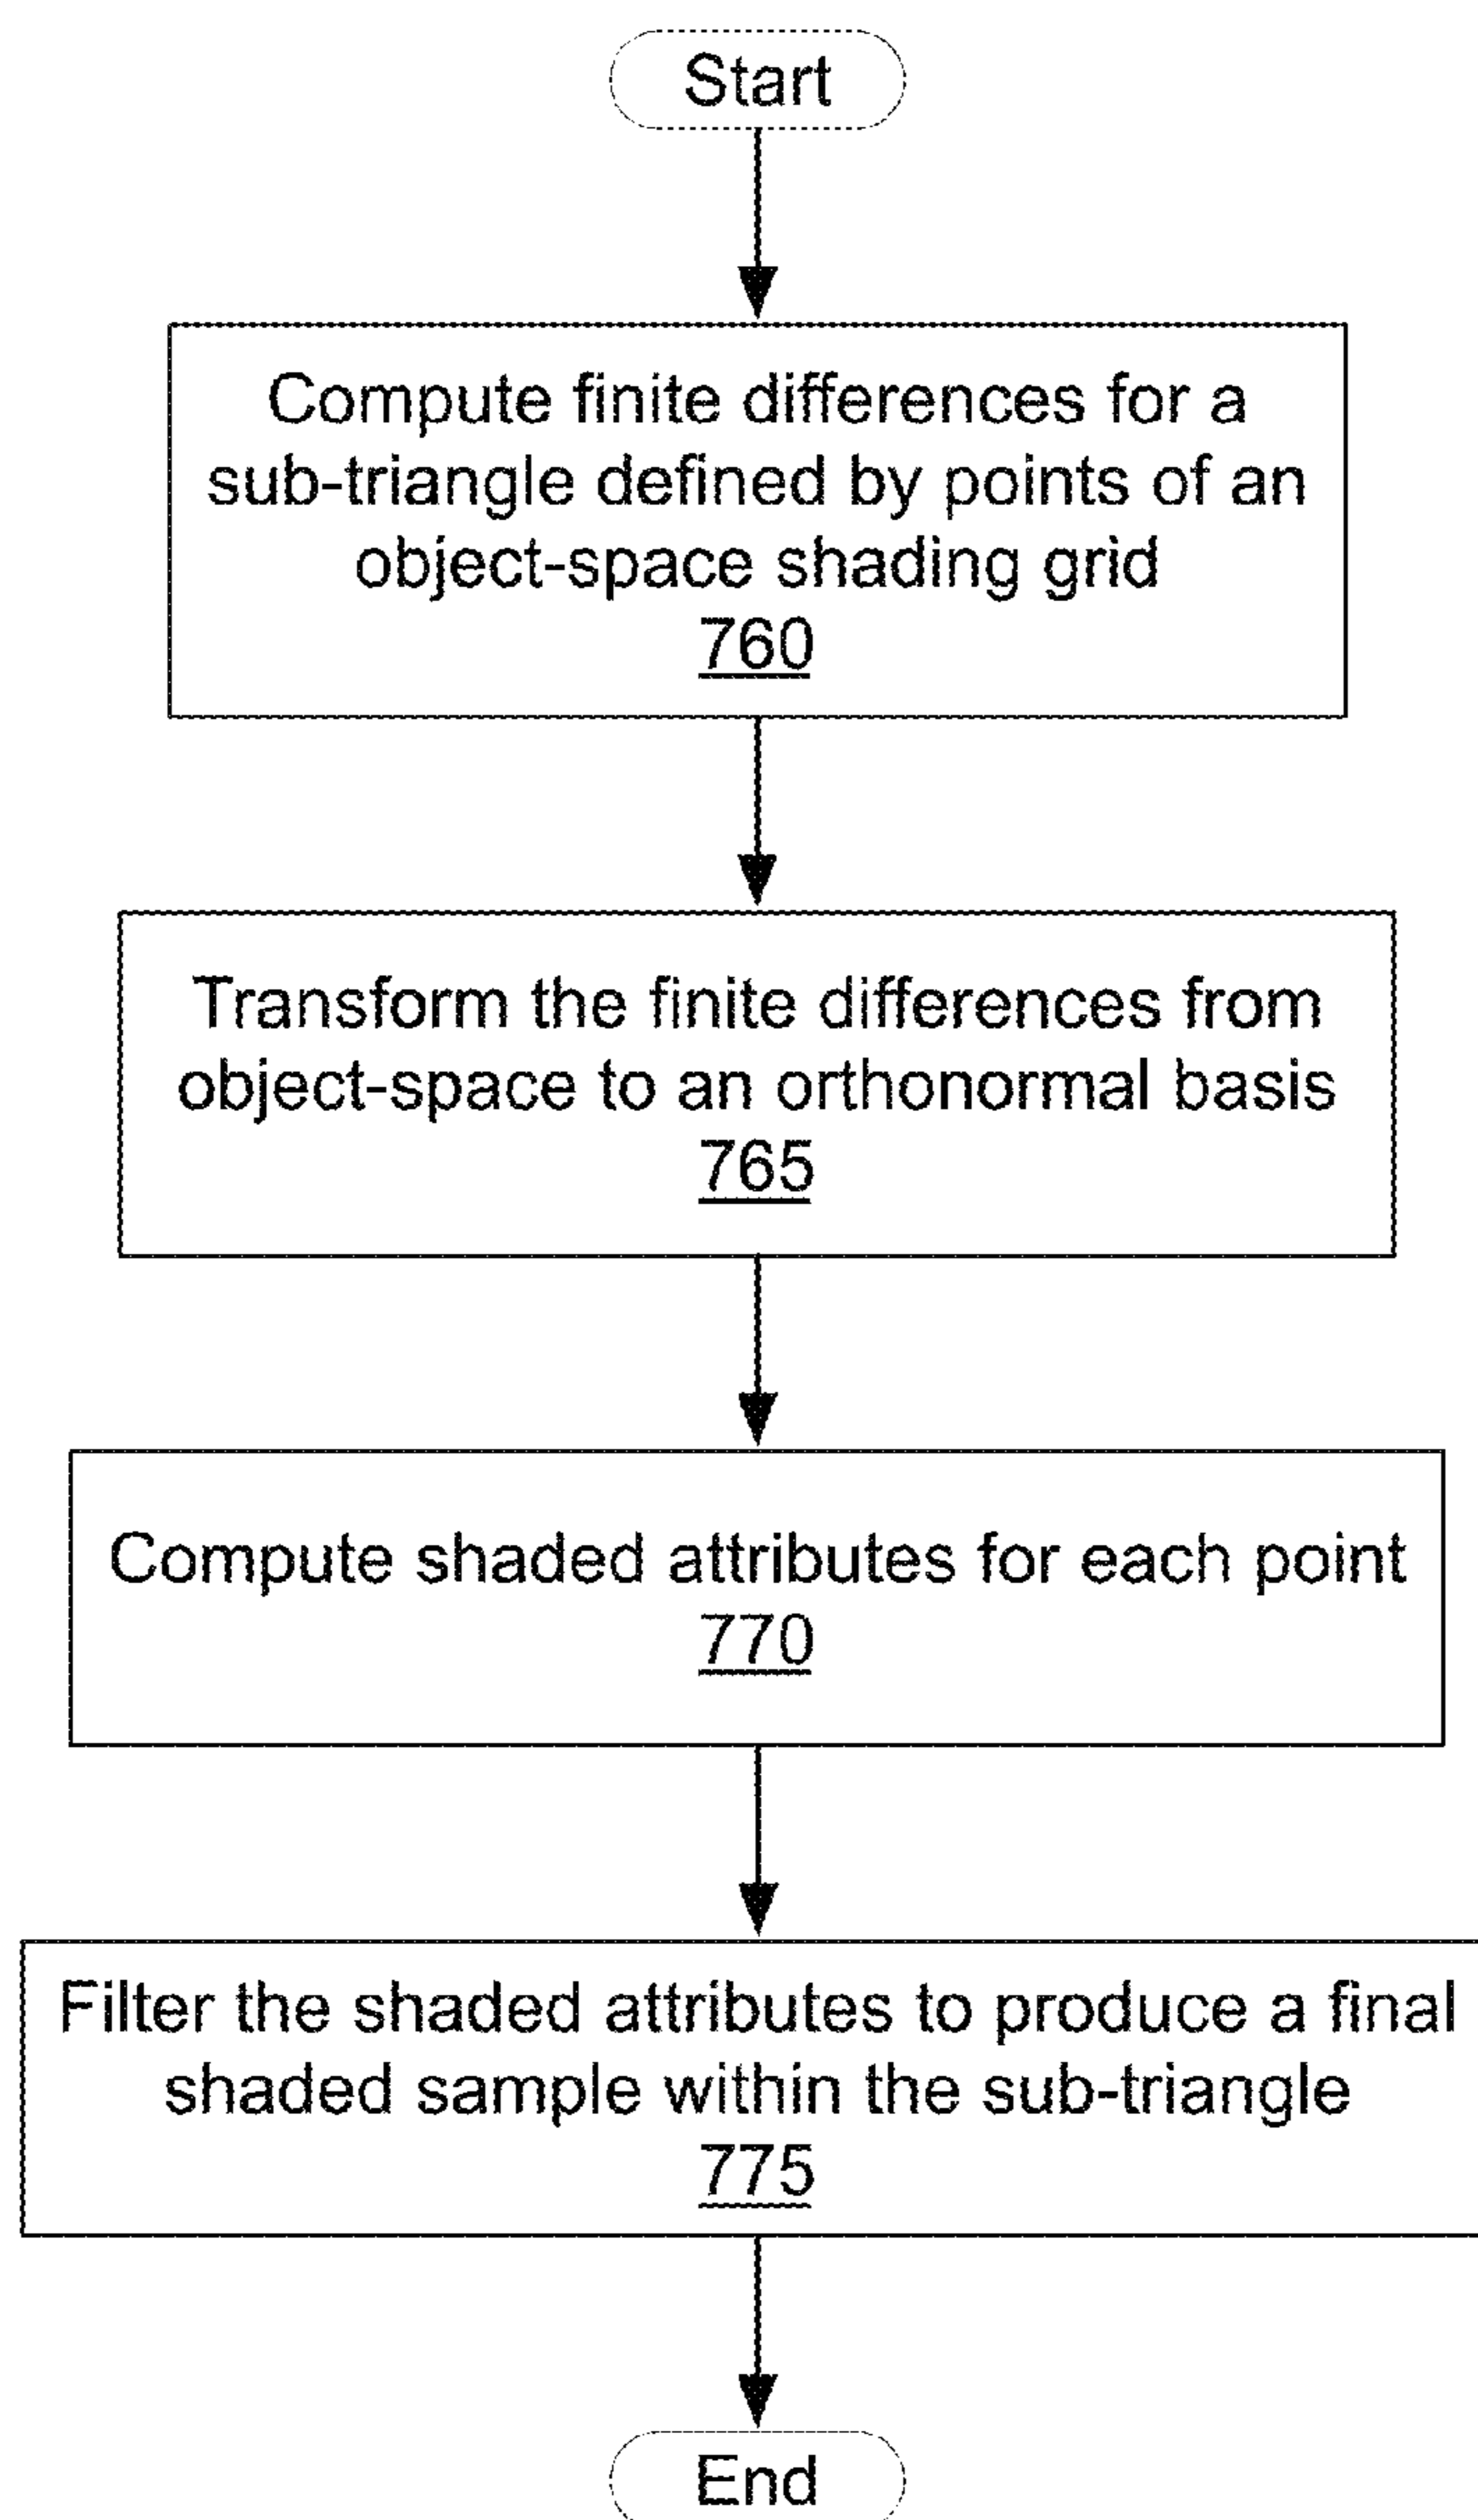 Start
Compute finite differences for a
sub-triangle defined by points of an
object-space shading grid
760
Transform the finite differences from
object-space to an orthonormal basis
765
Compute shaded attributes for each point
770
Filter the shaded attributes to produce a final
shaded sample within the sub-triangle
775
End